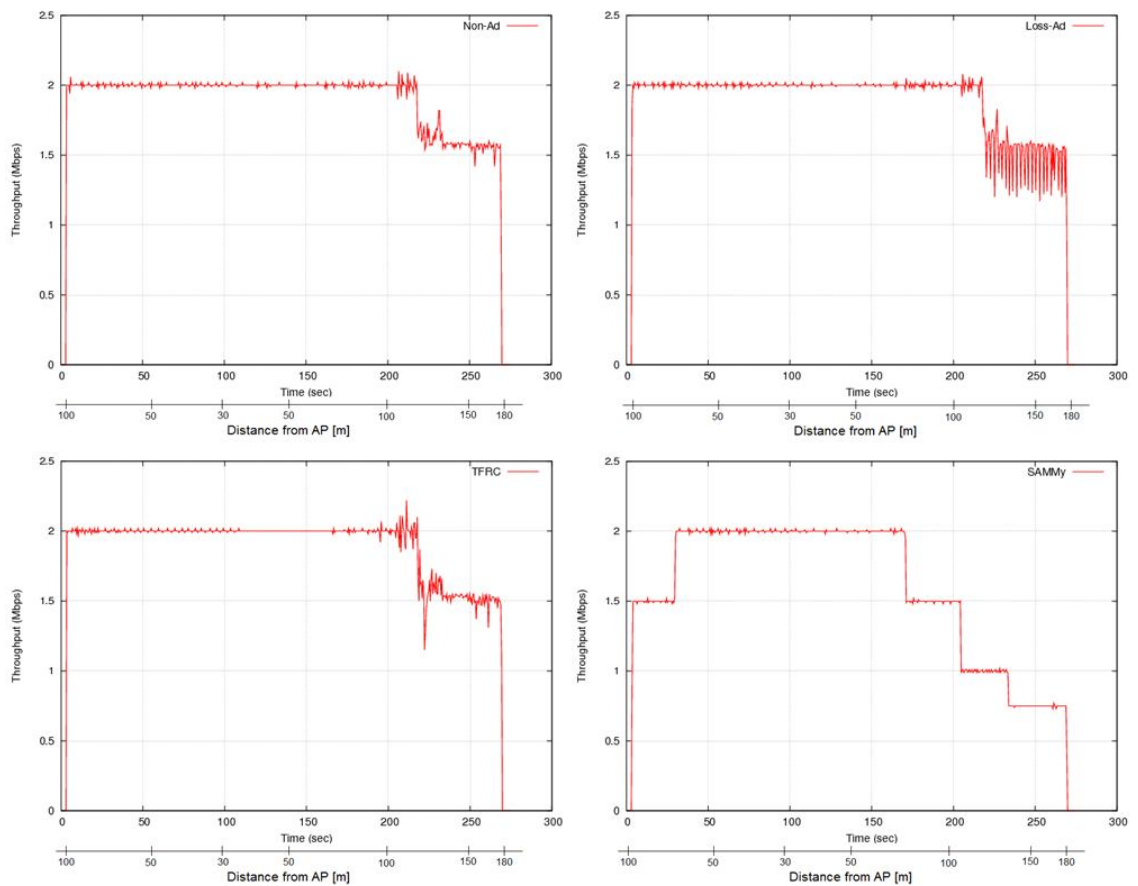 Non-Ad
2.5
2
1.5
1
0.5
0
Throughput (Mbps)
0 50 100 150 200 250 300
Time (sec)
100 50 30 50 100 150 180
Distance from AP [m]
Loss-Ad
2.5
2
1.5
1
0.5
0
Throughput (Mbps)
0 50 100 150 200 250 300
Time (sec)
100 50 30 50 100 150 180
Distance from AP [m]
TFRC
2.5
2
1.5
1
0.5
0
Throughput (Mbps)
0 50 100 150 200 250 300
Time (sec)
100 50 30 50 100 150 180
Distance from AP [m]
SAMMy
2.5
2
1.5
1
0.5
0
Throughput (Mbps)
0 50 100 150 200 250 300
Time (sec)
100 50 30 50 100 150 180
Distance from AP [m]